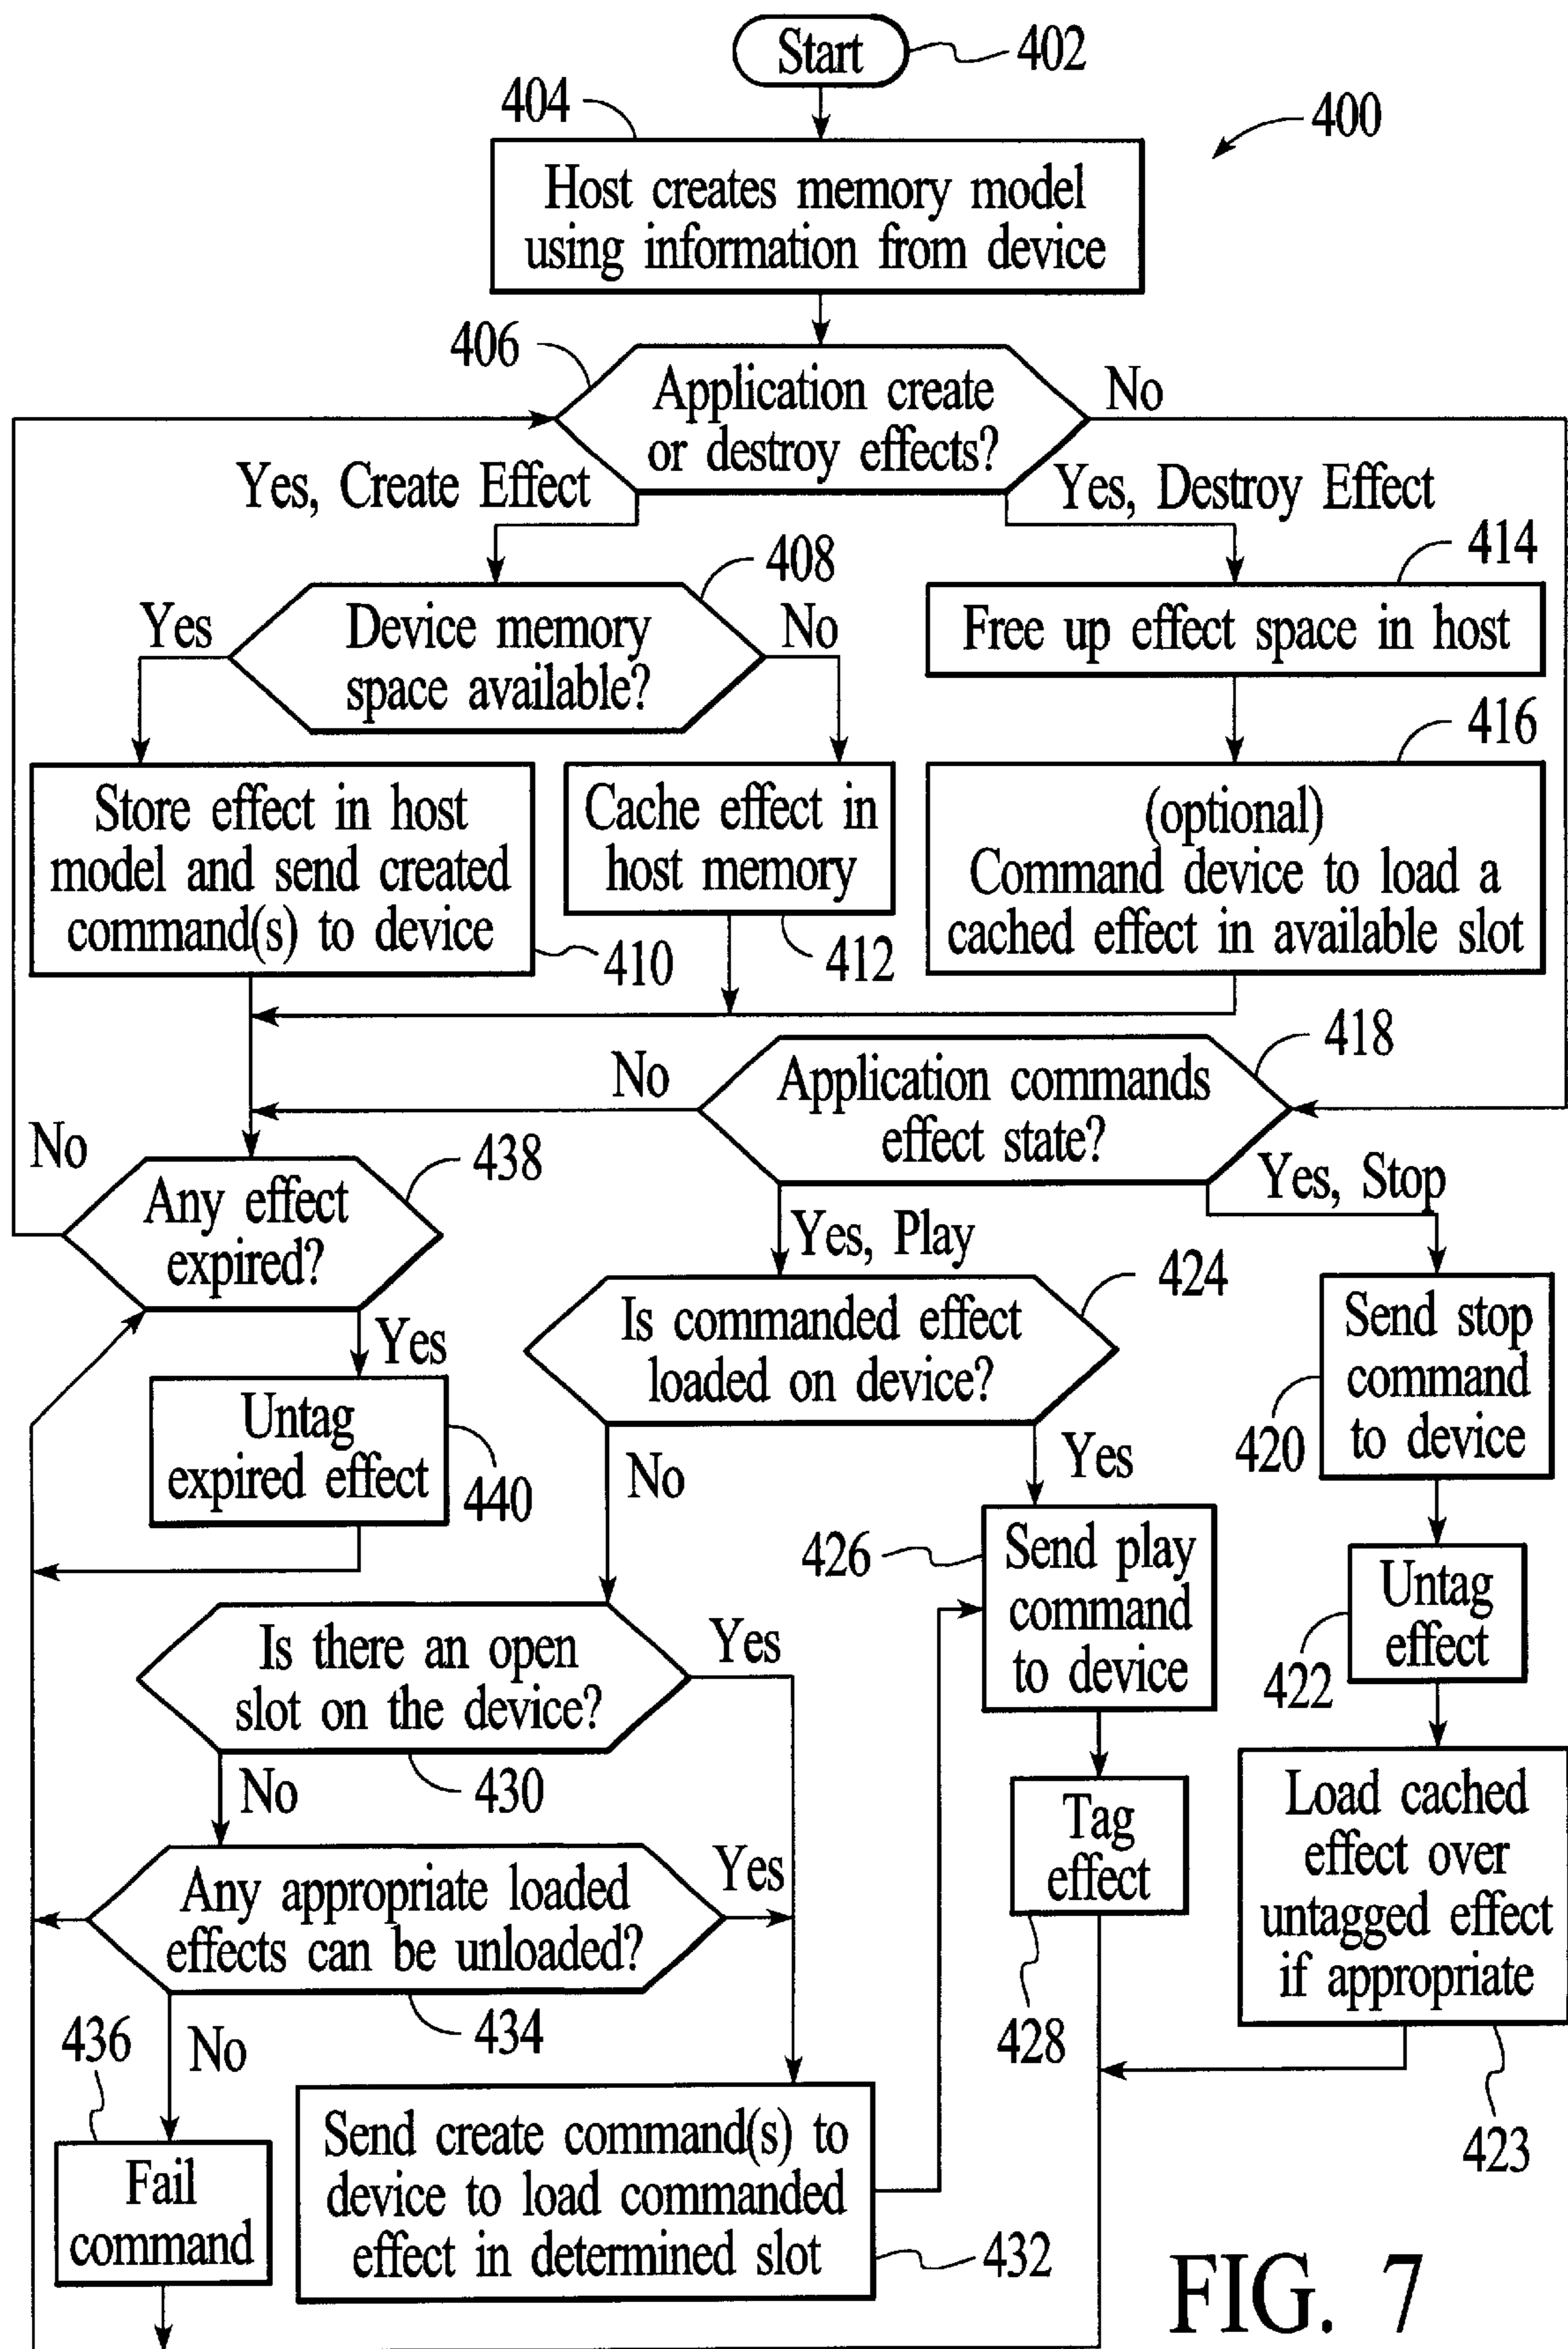 Start
402
404
400
Host creates memory model
using information from device
406
Application create
or destroy effects?
No
Yes, Create Effect
Yes, Destroy Effect
408
414
Yes
Device memory
space available?
No
Free up effect space in host
416
Store effect in host
model and send created
command(s) to device
410
Cache effect in
host memory
412
(optional)
Command device to load a
cached effect in available slot
418
No
Application commands
effect state?
No
438
Any effect
expired?
Yes, Stop
Yes, Play
424
Is commanded effect
loaded on device?
Send stop
command
to device
420
Yes
Untag
expired effect
440
No
Yes
426
Send play
command
to device
Untag
effect
422
Is there an open
slot on the device?
Yes
No
430
Tag
effect
428
Load cached
effect over
untagged effect
if appropriate
423
Any appropriate loaded
effects can be unloaded?
Yes
434
436
No
Fail
command
Send create command(s) to
device to load commanded
effect in determined slot
432
FIG. 7